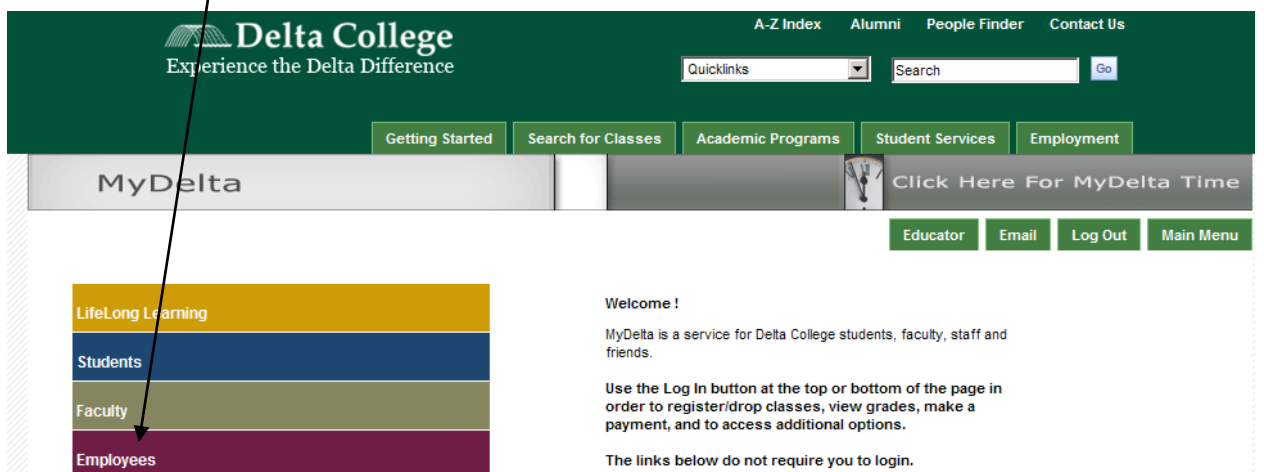 A-Z Index Alumni People Finder Contact Us
Delta College
Experience the Delta Difference
Quicklinks Search Go
Getting Started Search for Classes Academic Programs Student Services Employment
MyDelta Click Here For MyDelta Time
Educator Email Log Out Main Menu
LifeLong Learning
Students
Faculty
Employees
Welcome !
MyDelta is a service for Delta College students, faculty, staff and
friends.
Use the Log In button at the top or bottom of the page in
order to register/drop classes, view grades, make a
payment, and to access additional options.
The links below do not require you to login.